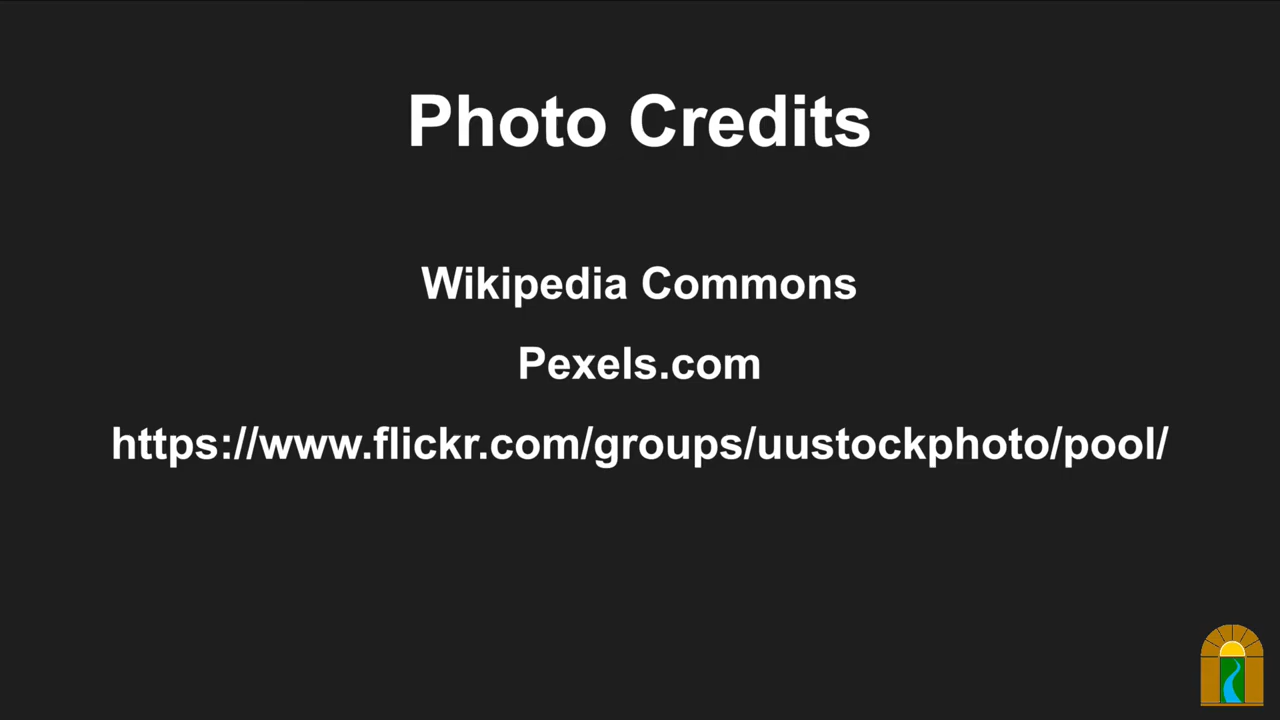 Photo Credits
Wikipedia Commons
Pexels.com
https://www.flickr.com/groups/uustockphoto/pool/